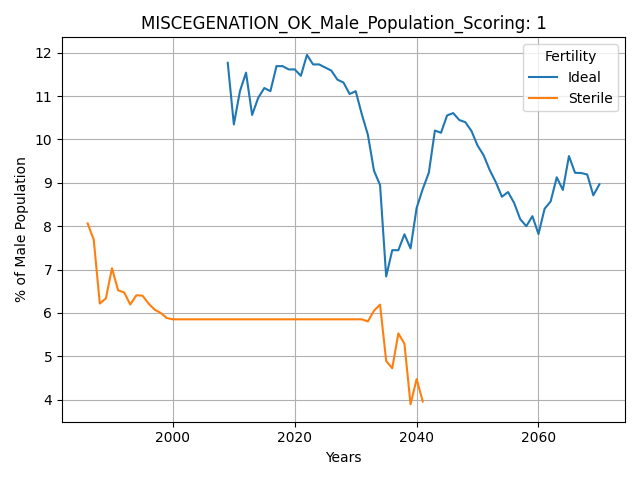 MISCEGENATION_OK_Male_Population_Scoring: 1
Fertility
Ideal
Sterile
% of Male Population
12
11
10
9
8
7
6
5
4
2000 2020 2040 2060
Years